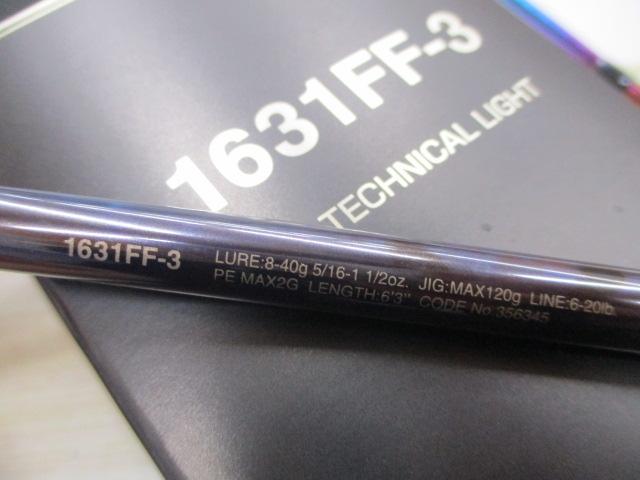 1631FF-3
TECHNICAL LIGHT
1631FF-3
LURE:8-40g 5/16-1 1/2oz. JIG:MAX120g LINE:6-20lb.
PE MAX2G LENGTH:6'3" CODE No 356345